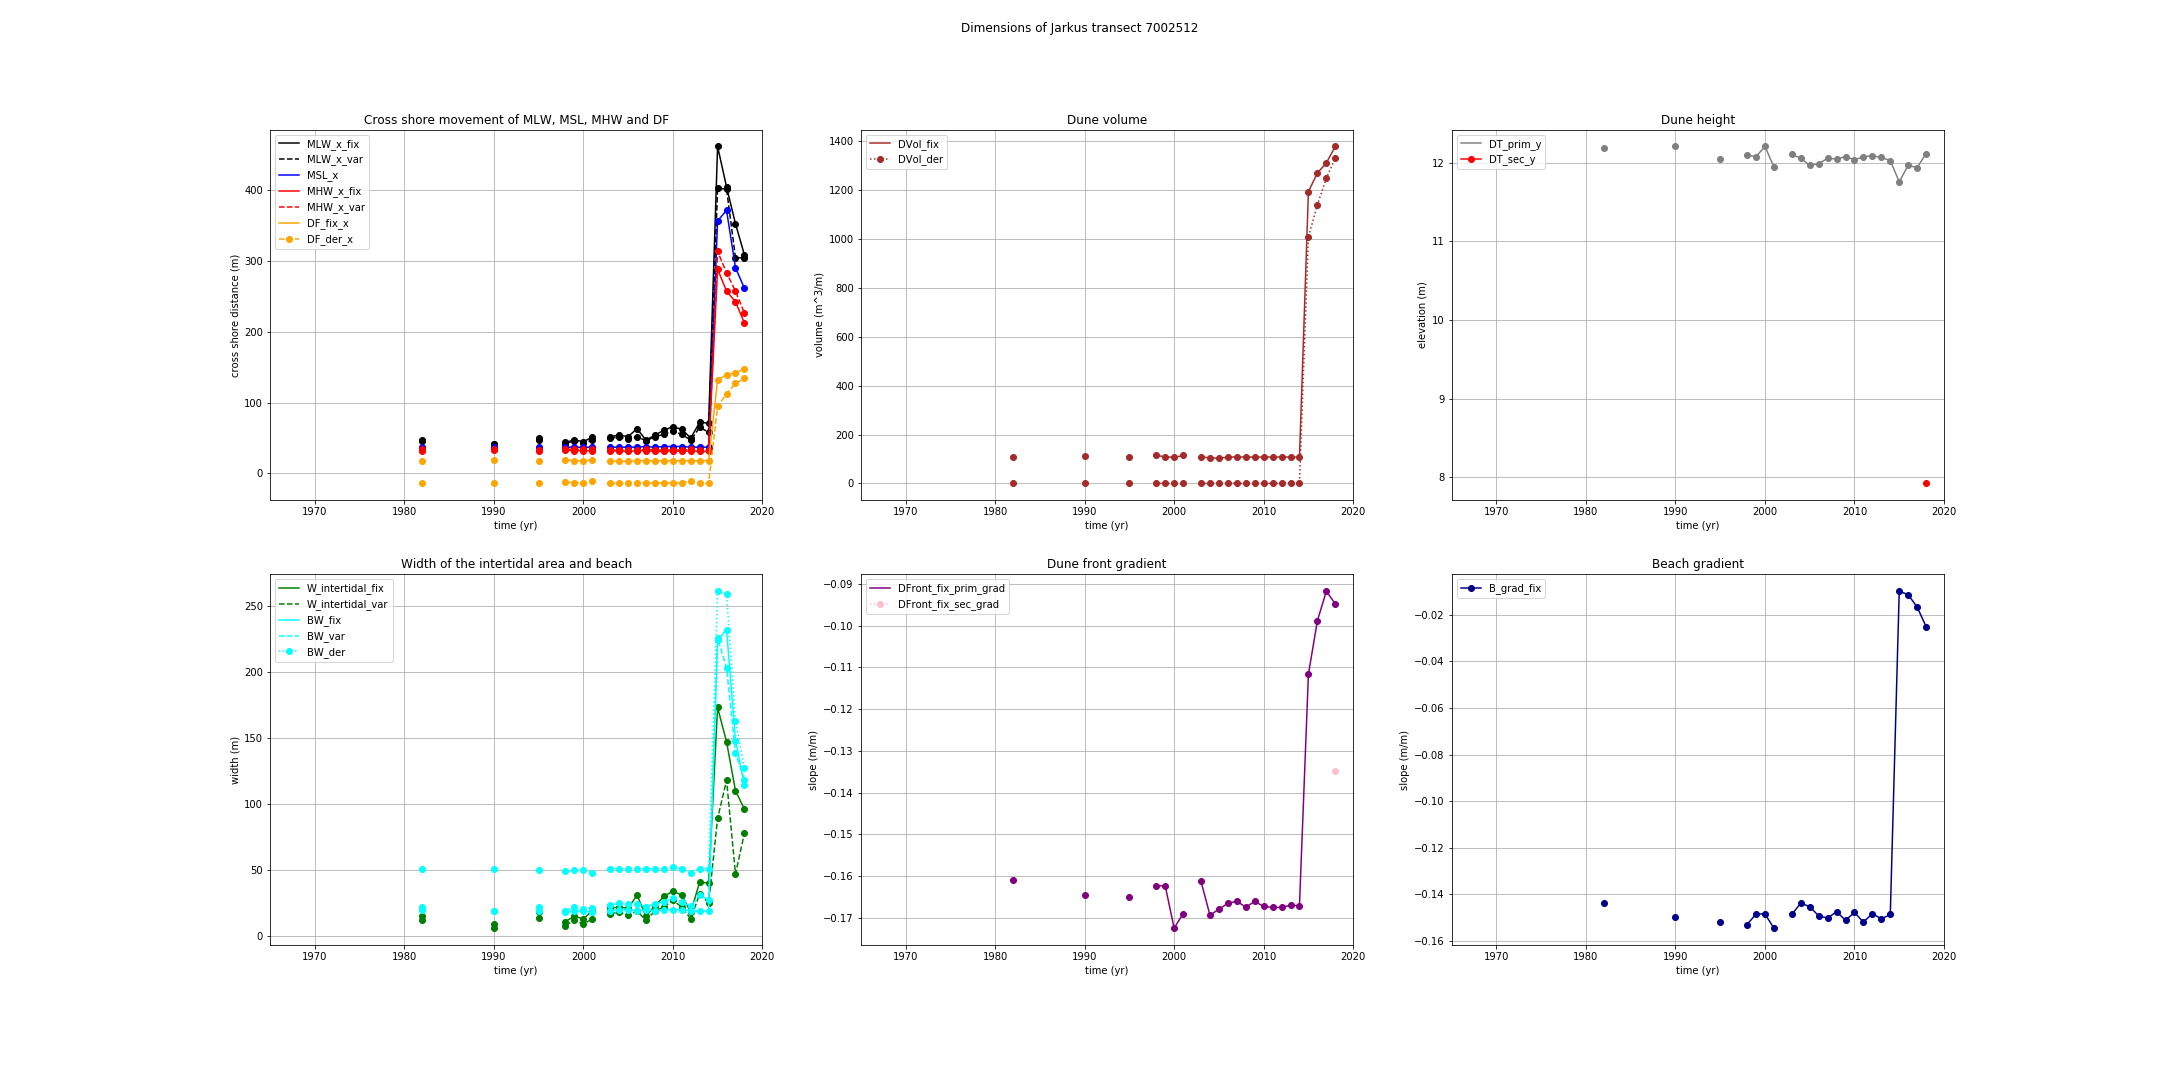 Dimensions of Jarkus transect 7002512
Cross shore movement of MLW, MSL, MHW and DF
MLW_x_fix
MLW_x_var
MSL_x
MHW_x_fix
MHW_x_var
DF_fix_x
DF_der_x
cross shore distance (m)
400
300
200
100
0
1970
1980
1990
2000
2010
2020
time (yr)
Dune volume
DVol_fix
DVol_der
volume (m^3/m)
1400
1200
1000
800
600
400
200
0
1970
1980
1990
2000
2010
2020
time (yr)
Dune height
DT_prim_y
DT_sec_y
elevation (m)
12
11
10
9
8
1970
1980
1990
2000
2010
2020
time (yr)
Width of the intertidal area and beach
W_intertidal_fix
W_intertidal_var
BW_fix
BW_var
BW_der
width (m)
250
200
150
100
50
0
1970
1980
1990
2000
2010
2020
time (yr)
Dune front gradient
DFront_fix_prim_grad
DFront_fix_sec_grad
slope (m/m)
−0.09
−0.10
−0.11
−0.12
−0.13
−0.14
−0.15
−0.16
−0.17
1970
1980
1990
2000
2010
2020
time (yr)
Beach gradient
B_grad_fix
slope (m/m)
−0.02
−0.04
−0.06
−0.08
−0.10
−0.12
−0.14
−0.16
1970
1980
1990
2000
2010
2020
time (yr)